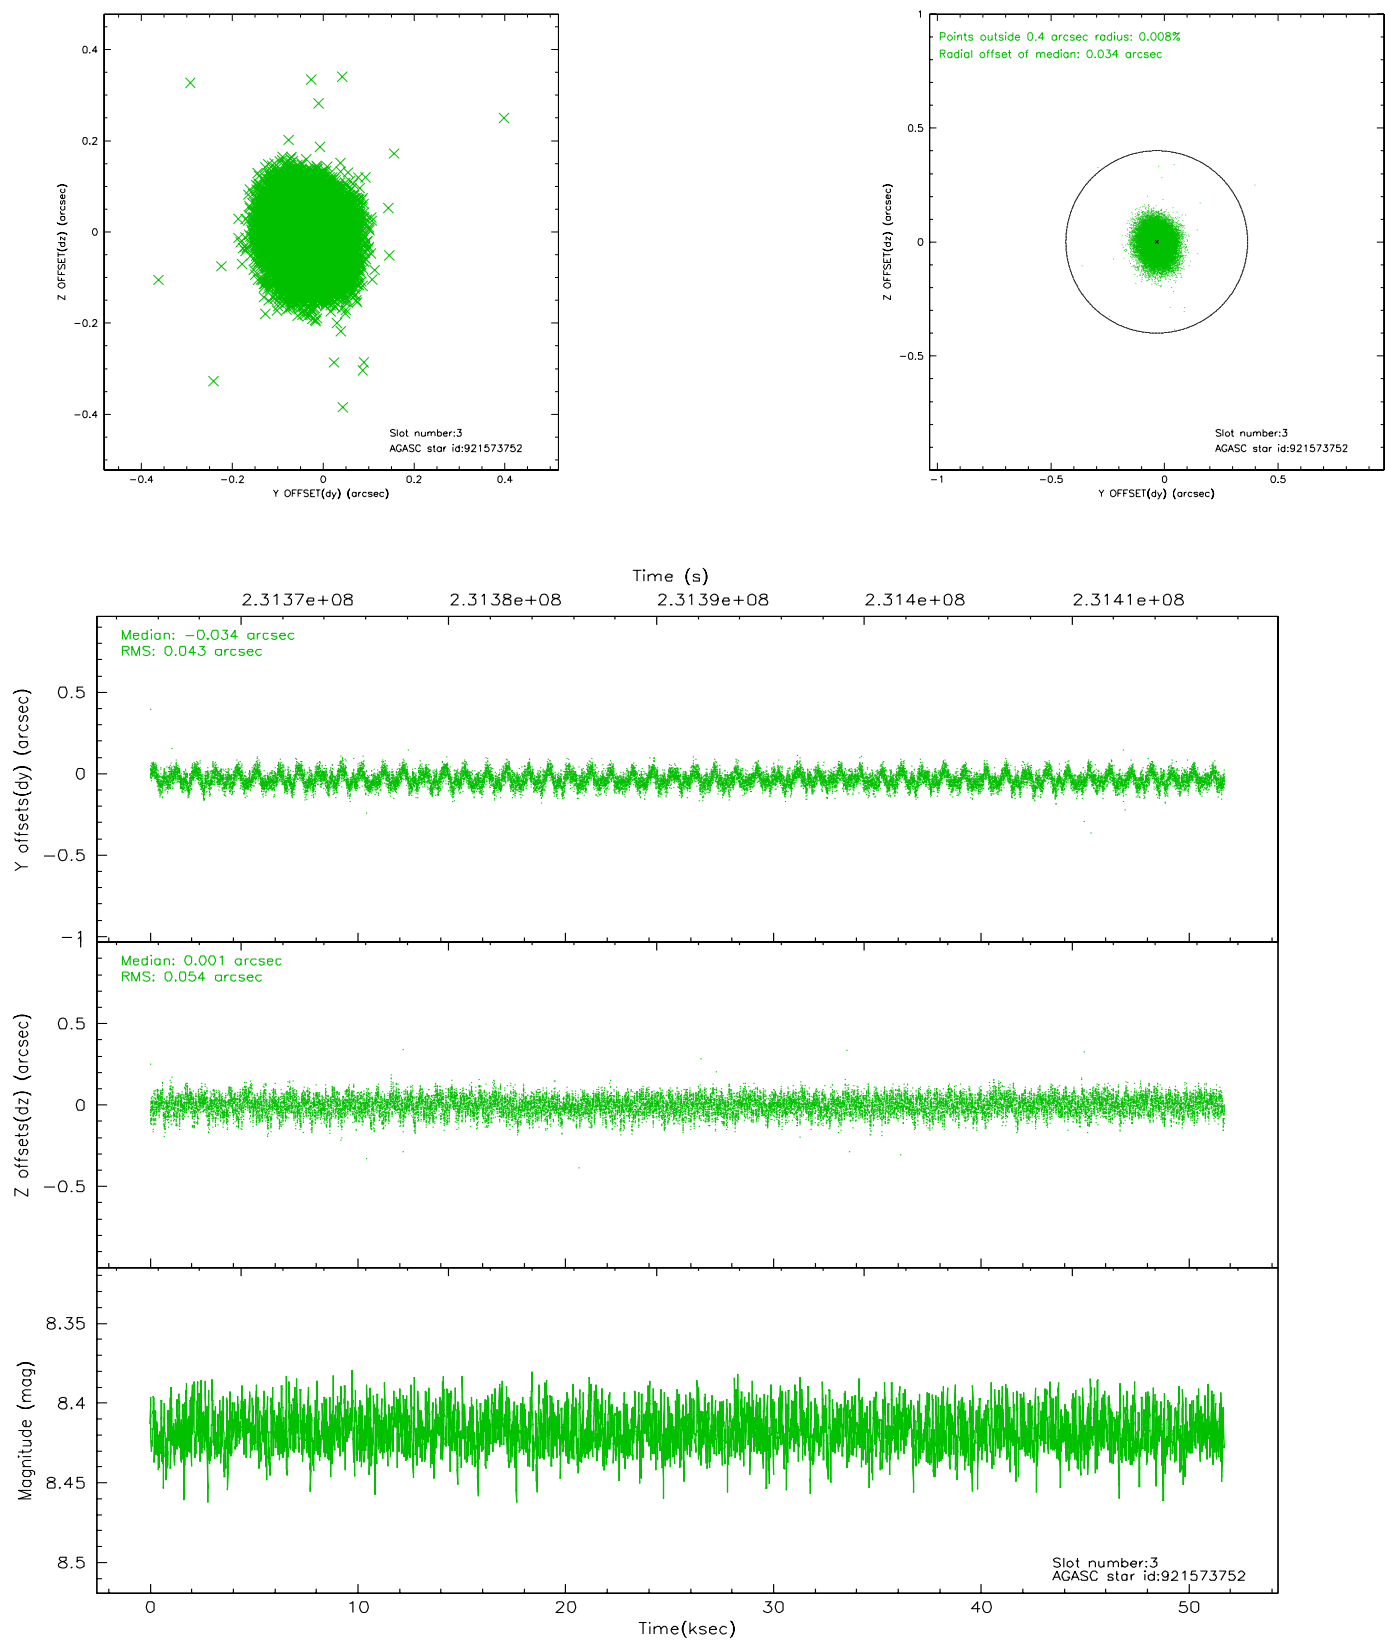 0.4
0.2
0
−0.2
−0.4
Z OFFSET(dz) (arcsec)
Slot number:3
AGASC star id:921573752
−0.4 −0.2 0 0.2 0.4
Y OFFSET(dy) (arcsec)
1
0.5
0
−0.5
Z OFFSET(dz) (arcsec)
Points outside 0.4 arcsec radius: 0.008%
Radial offset of median: 0.034 arcsec
Slot number:3
AGASC star id:921573752
−1 −0.5 0 0.5
Y OFFSET(dy) (arcsec)
Time (s)
2.3137e+08 2.3138e+08 2.3139e+08 2.314e+08 2.3141e+08
Median: −0.034 arcsec
RMS: 0.043 arcsec
0.5
0
−0.5
−1
Y offsets(dy) (arcsec)
Median: 0.001 arcsec
RMS: 0.054 arcsec
0.5
0
−0.5
Z offsets(dz) (arcsec)
8.35
8.4
8.45
8.5
Magnitude (mag)
Slot number:3
AGASC star id:921573752
0 10 20 30 40 50
Time(ksec)